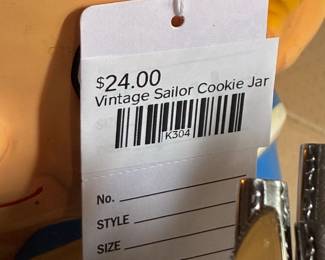 $24.00
Vintage Sailor Cookie Jar
K304
No.
STYLE
SIZE